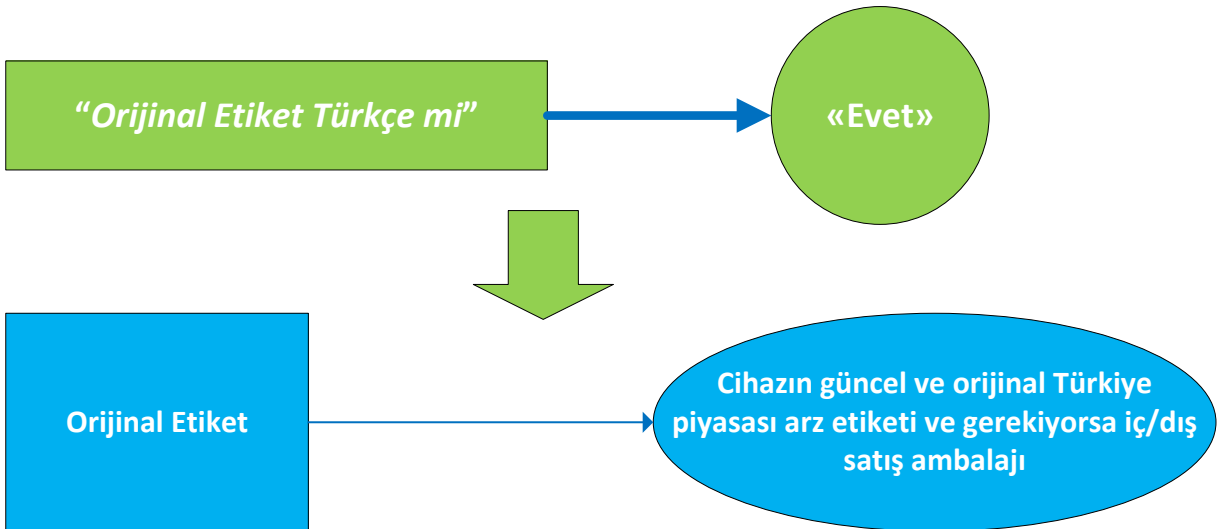 “Orijinal Etiket Türkçe mi”
«Evet»
Orijinal Etiket
Cihazın güncel ve orijinal Türkiye
piyasası arz etiketi ve gerekiyorsa iç/dış
satış ambalajı